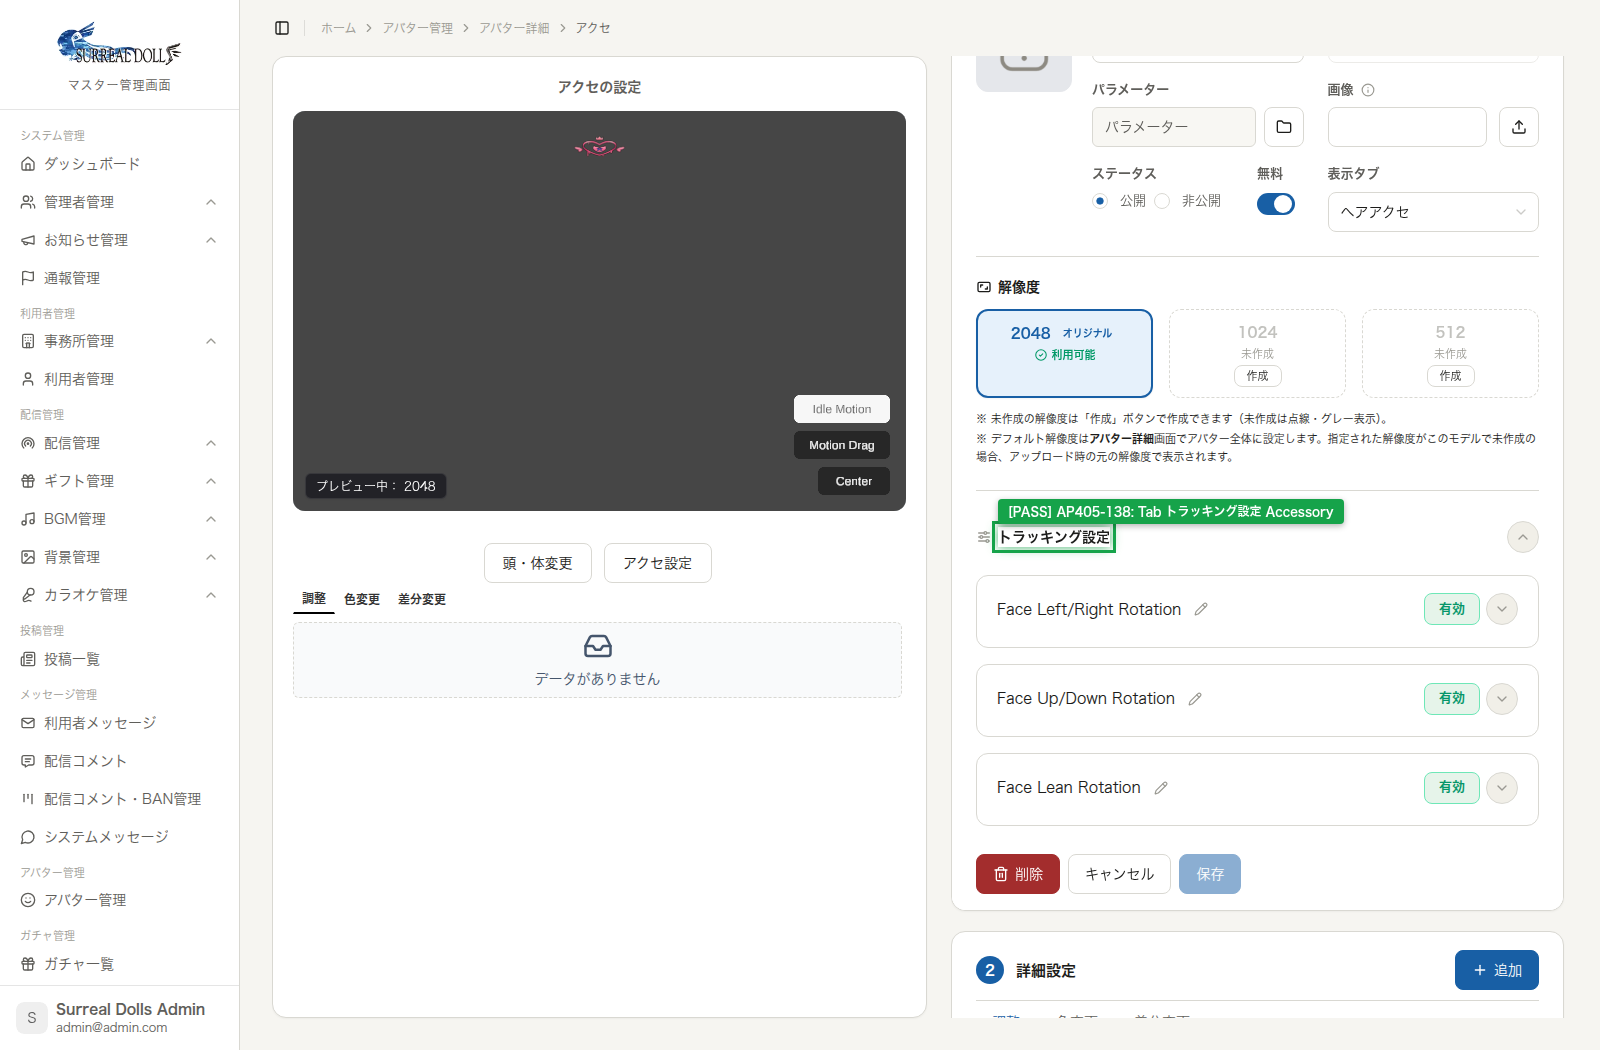 SURREAL DOLL
マスター管理画面
システム管理
ダッシュボード
管理者管理
お知らせ管理
通報管理
利用者管理
事務所管理
利用者管理
配信管理
配信管理
ギフト管理
BGM管理
背景管理
カラオケ管理
投稿管理
投稿一覧
メッセージ管理
利用者メッセージ
配信コメント
配信コメント・BAN管理
システムメッセージ
アバター管理
アバター管理
ガチャ管理
ガチャ一覧
S
Surreal Dolls Admin
admin@admin.com
ホーム
アバター管理
アバター詳細
アクセ
アクセの設定
Idle Motion
Motion Drag
Center
プレビュー中： 2048
頭・体変更
アクセ設定
調整
色変更
差分変更
データがありません
パラメーター
画像
パラメーター
ステータス
無料
表示タブ
公開
非公開
ヘアアクセ
解像度
2048 オリジナル
利用可能
1024
未作成
作成
512
未作成
作成
※ 未作成の解像度は「作成」ボタンで作成できます（未作成は点線・グレー表示）。
※ デフォルト解像度はアバター詳細画面でアバター全体に設定します。指定された解像度がこのモデルで未作成の
場合、アップロード時の元の解像度で表示されます。
[PASS] AP405-138: Tab トラッキング設定 Accessory
トラッキング設定
Face Left/Right Rotation
有効
Face Up/Down Rotation
有効
Face Lean Rotation
有効
削除
キャンセル
保存
2
詳細設定
追加